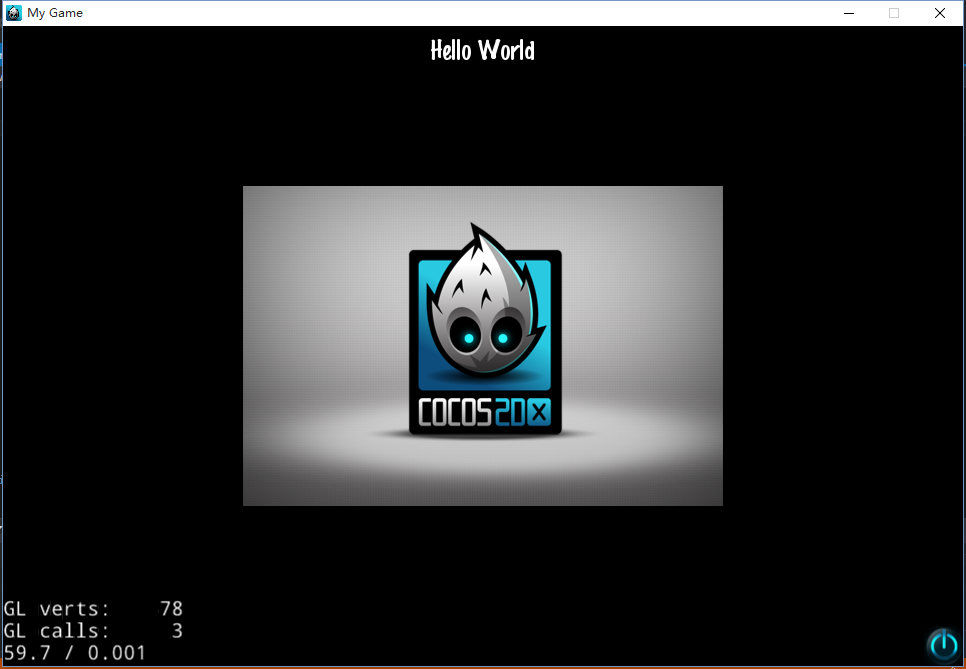 My Game
Hello World
COCOS2DX
GL verts: 78
GL calls: 3
59.7 / 0.001